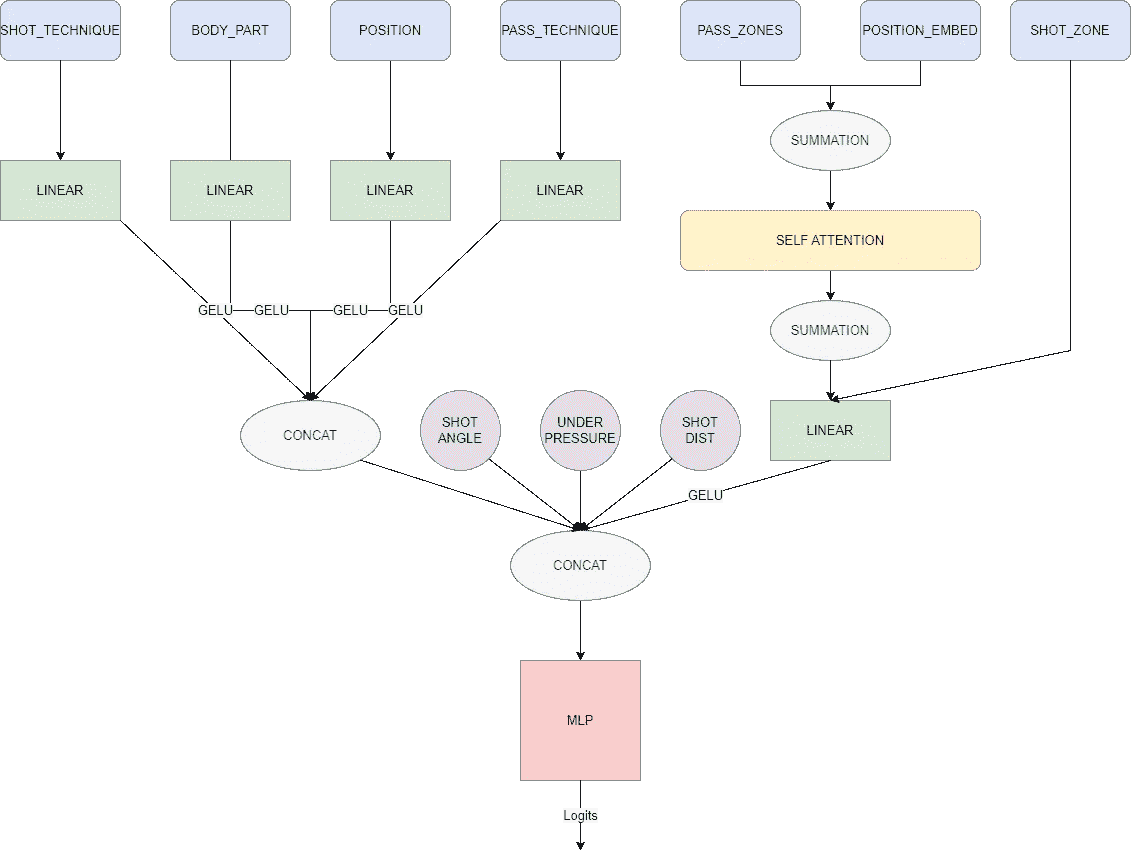 SHOT_TECHNIQUE
BODY_PART
POSITION
PASS_TECHNIQUE
PASS_ZONES
POSITION_EMBED
SHOT_ZONE
SUMMATION
LINEAR
LINEAR
LINEAR
LINEAR
SELF ATTENTION
GELU
GELU
GELU
GELU
SUMMATION
CONCAT
SHOT
ANGLE
UNDER
PRESSURE
SHOT
DIST
LINEAR
GELU
CONCAT
MLP
Logits